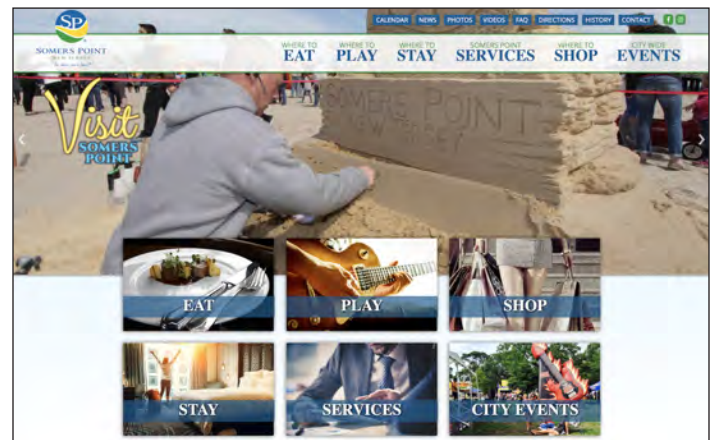 SP
SOMERS POINT
NEW JERSEY
CALENDAR NEWS PHOTOS VIDEOS FAQ DIRECTIONS HISTORY CONTACT
WHERE TO EAT
WHERE TO PLAY
WHERE TO STAY
SOMERS POINT SERVICES
WHERE TO SHOP
CITY WIDE EVENTS
Visit
SOMERS
POINT
SOMERS POINT
NEW JERSEY
EAT
PLAY
SHOP
STAY
SERVICES
CITY EVENTS